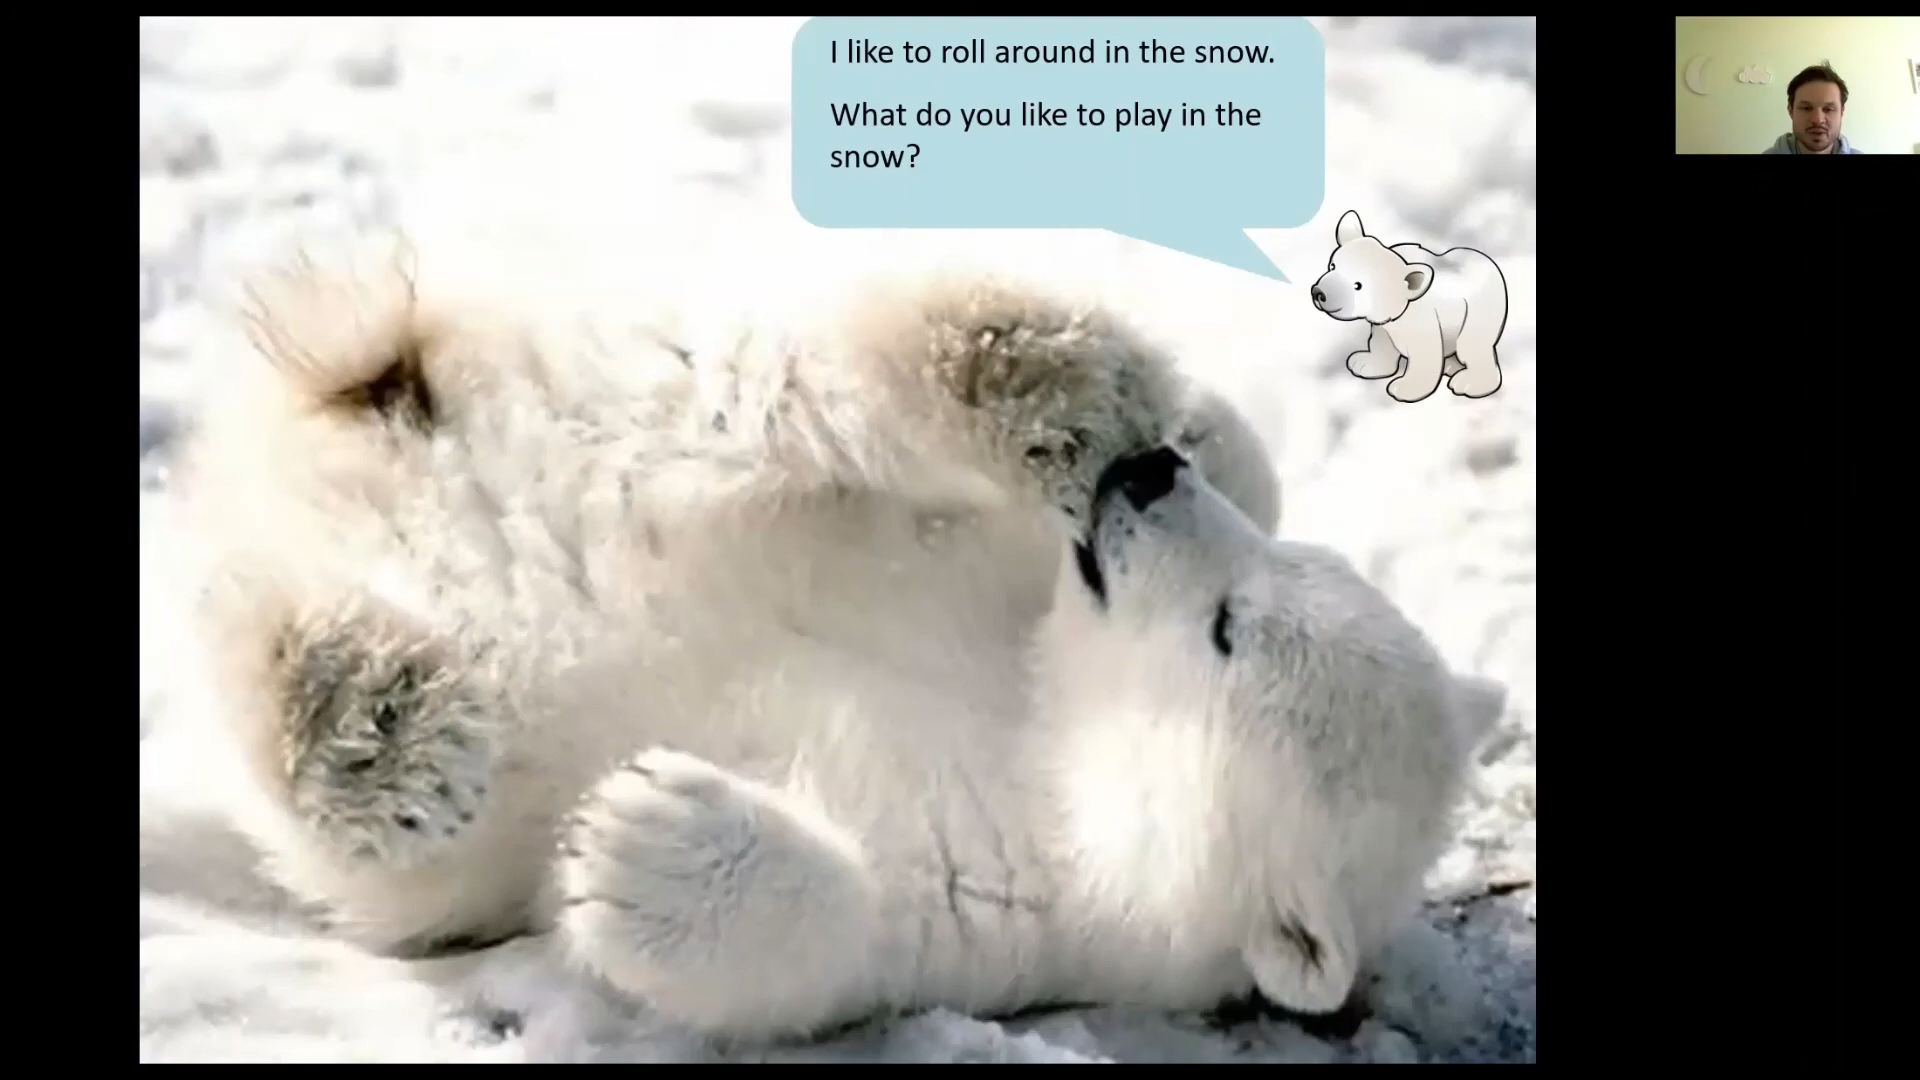 I like to roll around in the snow.
What do you like to play in the
snow?